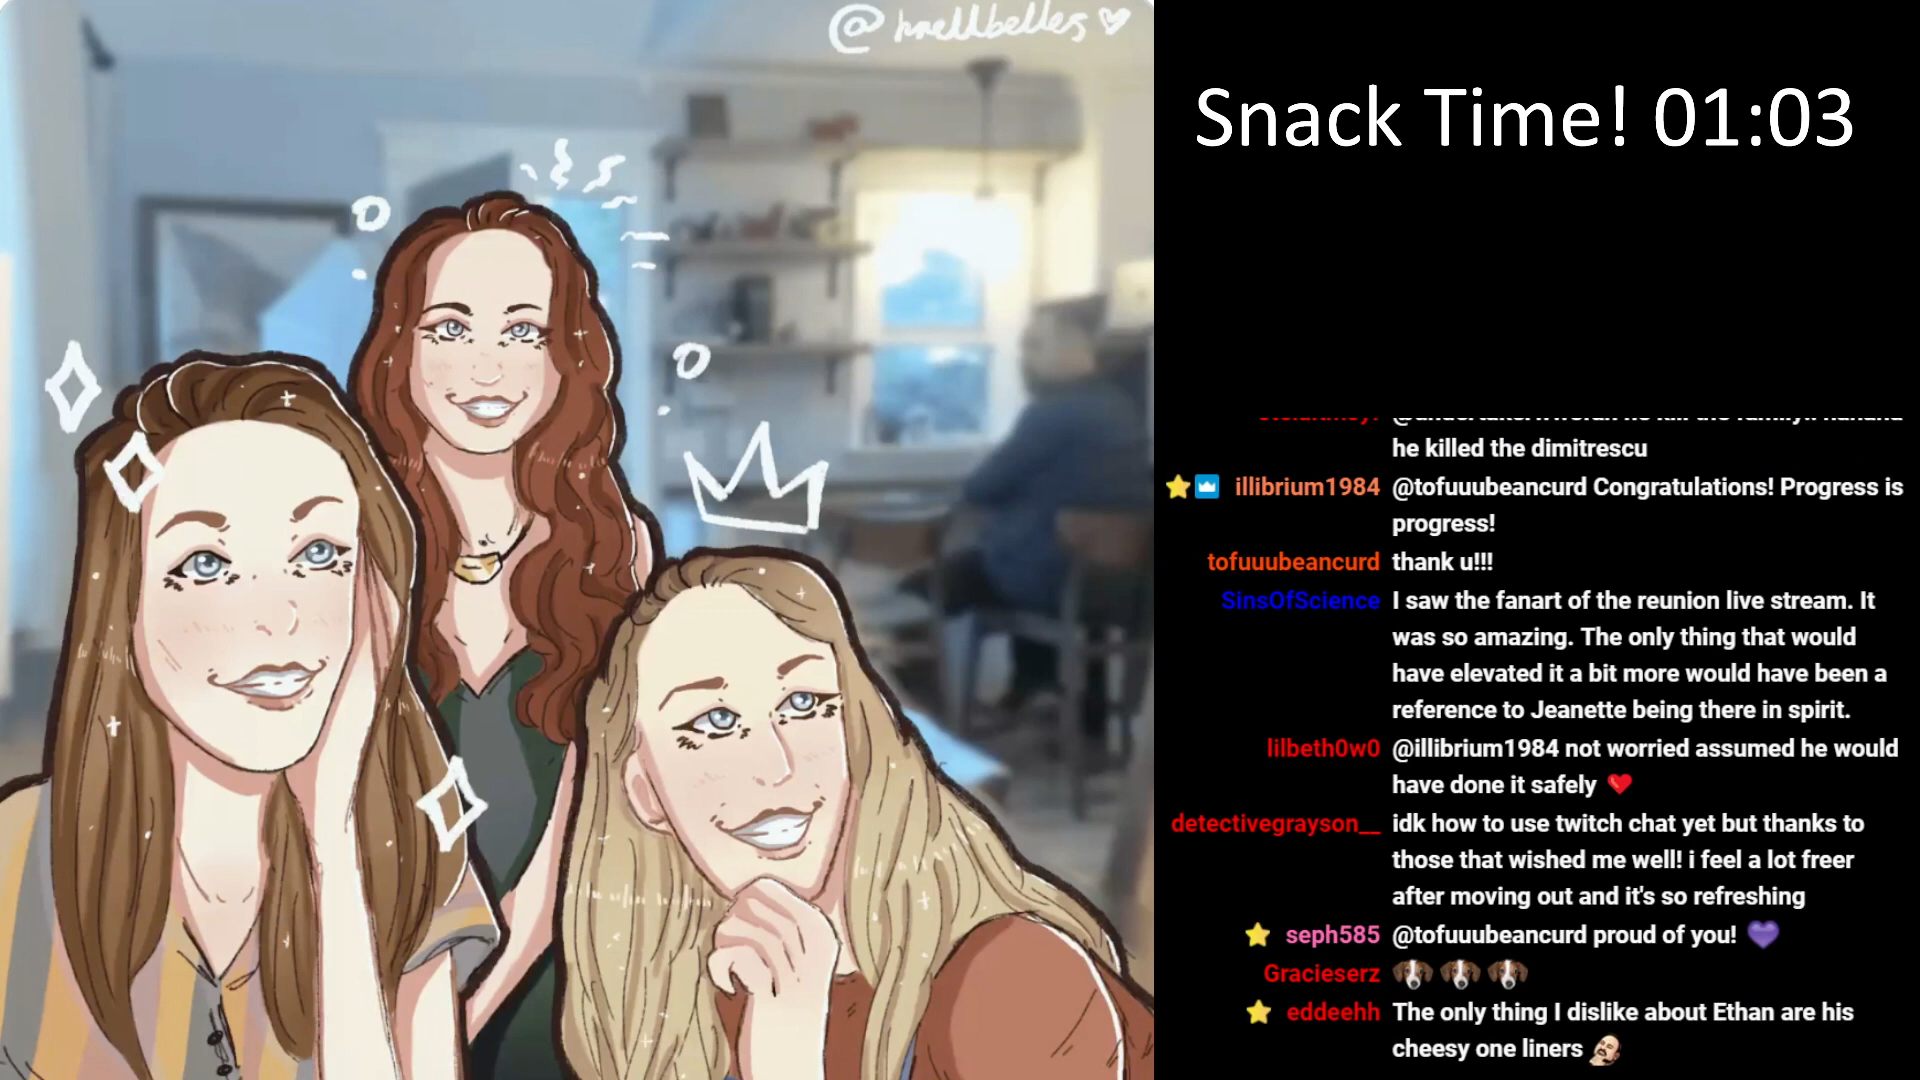 @knellbelles
Snack Time! 01:03
he killed the dimitrescu
illibrium1984 @tofuuubeancurd Congratulations! Progress is
progress!
tofuuubeancurd thank u!!!
SinsOfScience I saw the fanart of the reunion live stream. It
was so amazing. The only thing that would
have elevated it a bit more would have been a
reference to Jeanette being there in spirit.
lilbeth0w0 @illibrium1984 not worried assumed he would
have done it safely ❤
detectivegrayson__ idk how to use twitch chat yet but thanks to
those that wished me well! i feel a lot freer
after moving out and it's so refreshing
seph585 @tofuuubeancurd proud of you! 💜
Gracieserz
eddeehh The only thing I dislike about Ethan are his
cheesy one liners